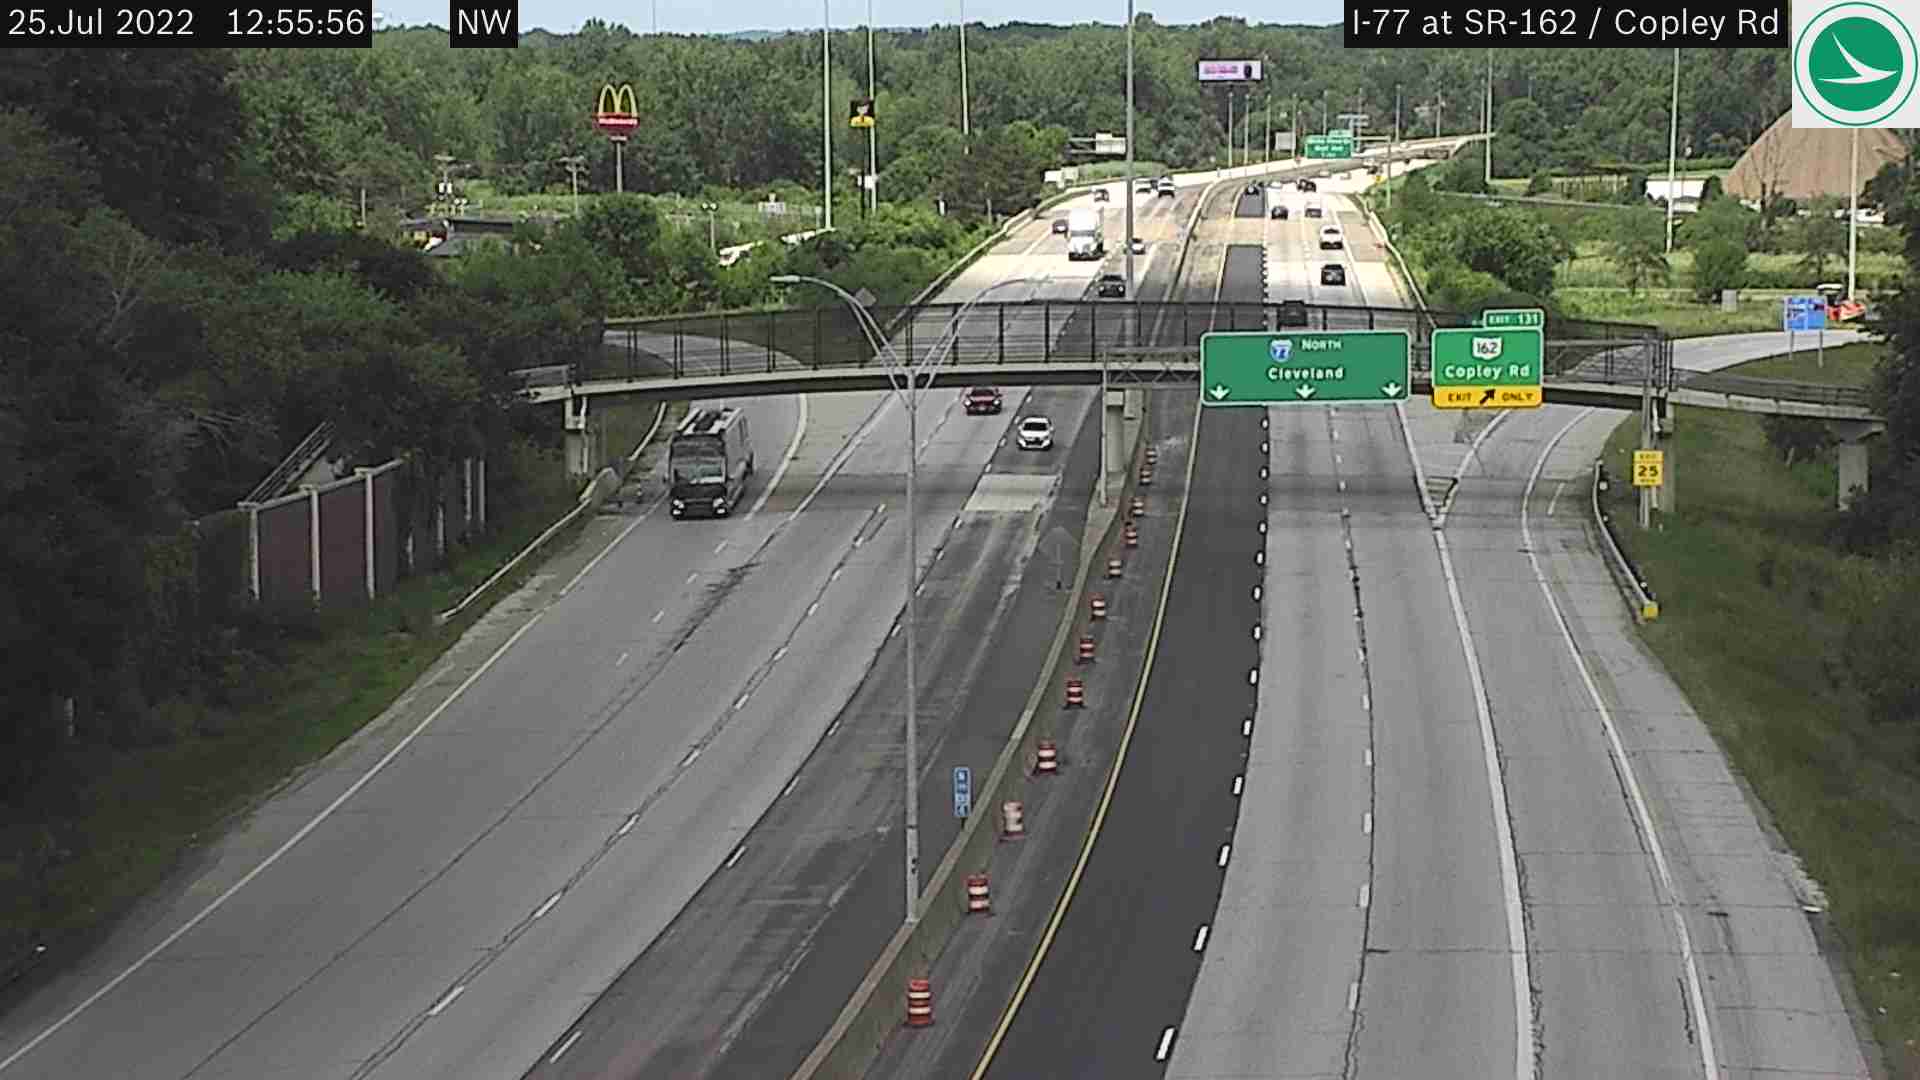 25.Jul 2022 12:55:56
NW
I-77 at SR-162 / Copley Rd
McDonald's
EXIT 131
77 NORTH
Cleveland
162
Copley Rd
EXIT ONLY
25